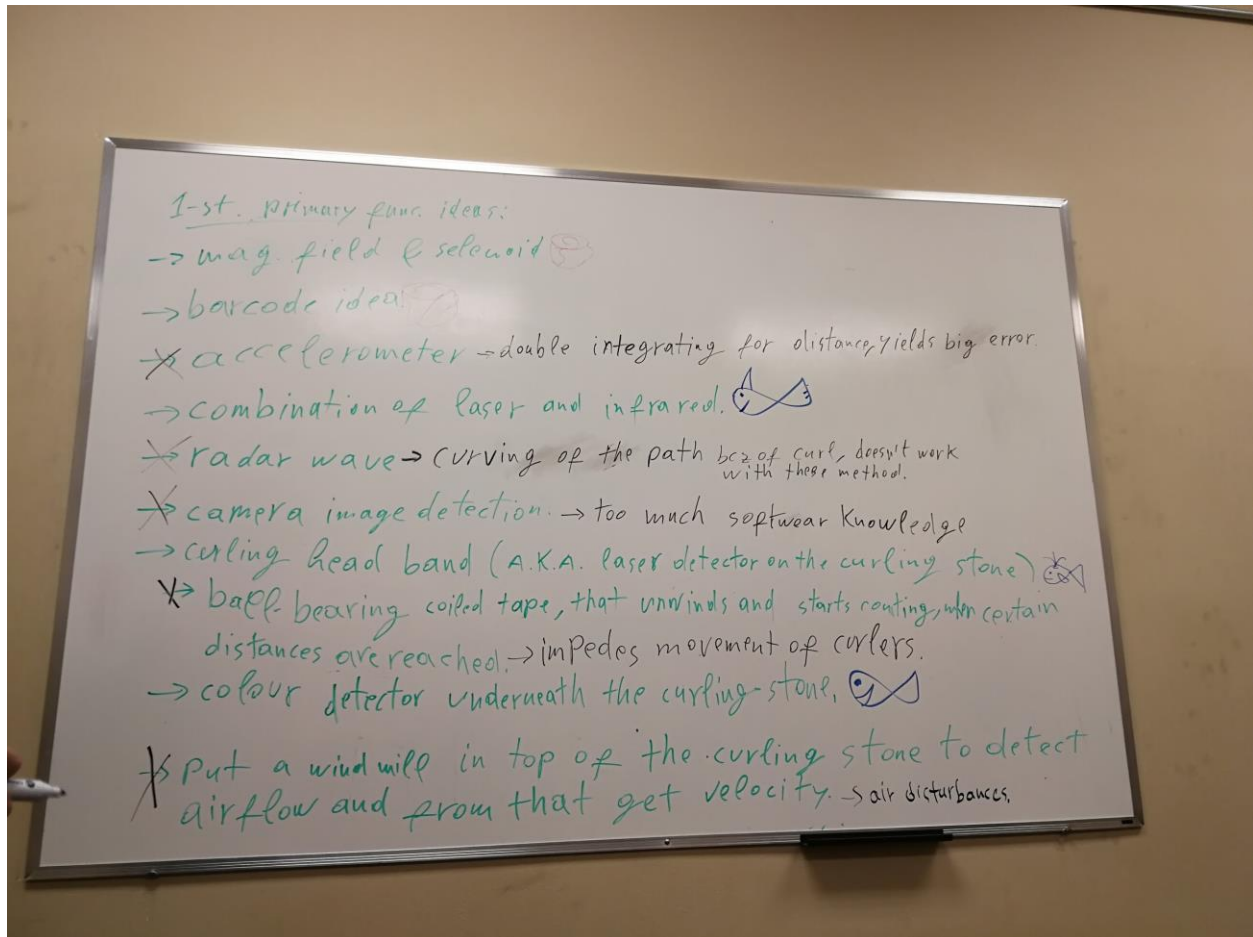 1-st. primary func. ideas:
-> mag. field & selenoid
-> barcode idea.
-> accelerometer -> double integrating for distance, yields big error.
-> combination of laser and infrared.
-> radar wave -> curving of the path bcz of curl, doesn't work
with these method.
-> camera image detection. -> too much softwear knowledge
-> curling head band (A.K.A. laser detector on the curling stone)
-> ball-bearing coiled tape, that unwinds and starts couting, when certain
distances are reached. -> impedes movement of curlers.
-> colour detector underneath the curling-stone.
-> put a wind mill in top of the curling stone to detect
airflow and from that get velocity. -> air disturbances.